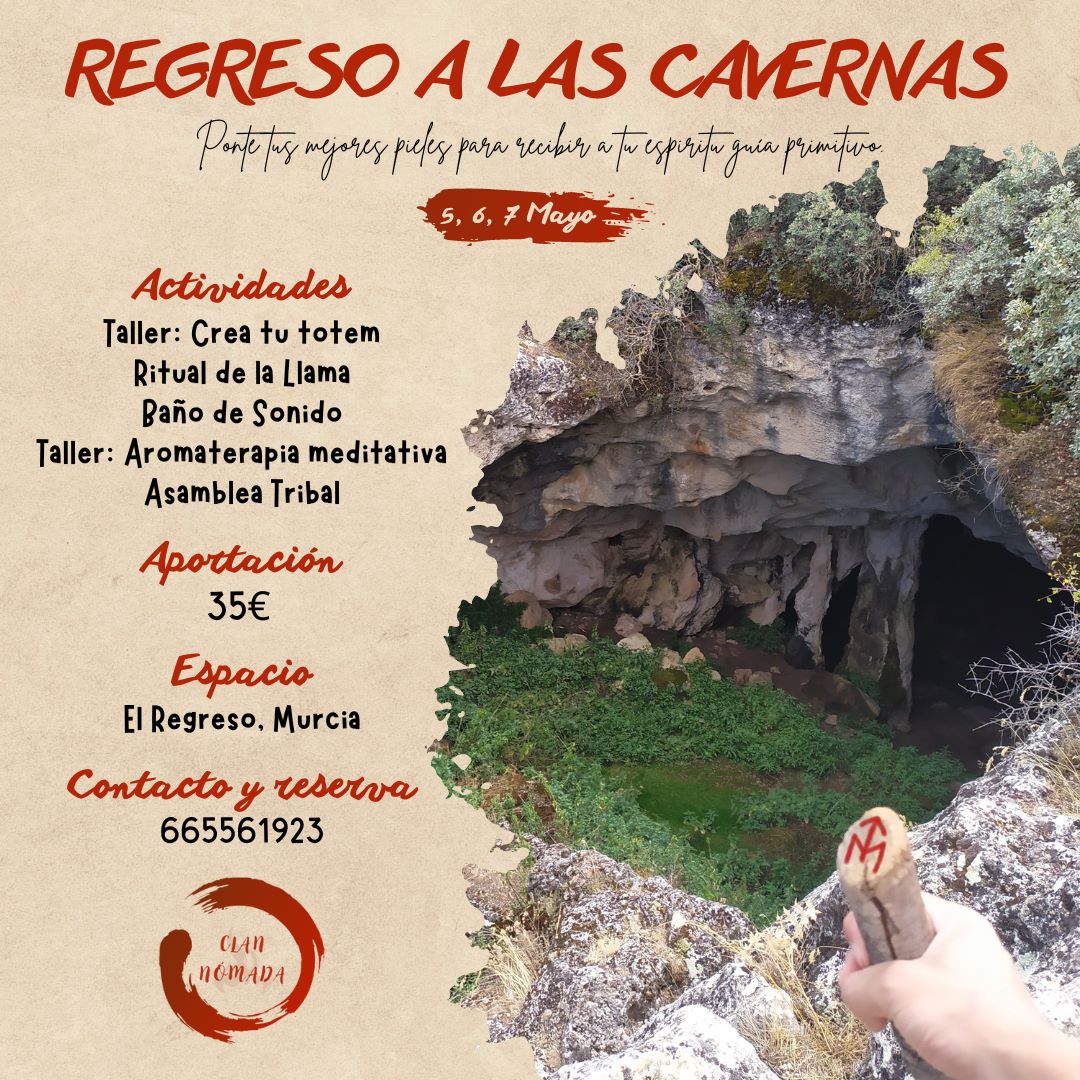 REGRESO A LAS CAVERNAS
Ponte tus mejores pieles para recibir a tu espiritu guía primitivo.
5, 6, 7 Mayo
Actividades
Taller: Crea tu totem
Ritual de la Llama
Baño de Sonido
Taller: Aromaterapia meditativa
Asamblea Tribal
Aportación
35€
Espacio
El Regreso, Murcia
Contacto y reserva
665561923
CLAN
NÓMADA